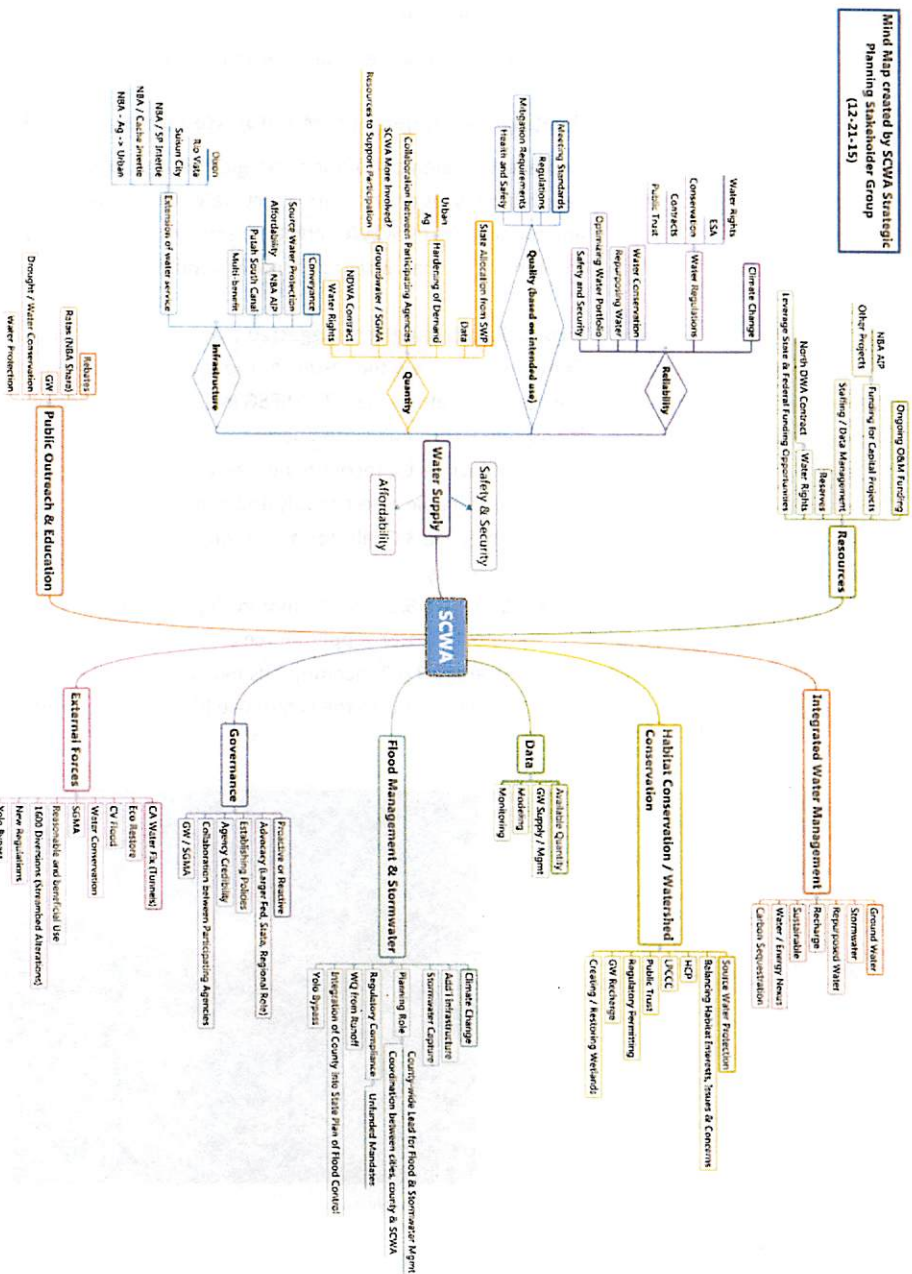 Mind Map created by SCWA Strategic
Planning Stakeholder Group
(12-21-15)
SCWA
Resources
Ongoing O&M Funding
Funding for Capital Projects
NBA AIP
Other Projects
Staffing / Data Management
Reserves
Water Rights
North DWA Contract
Leverage State & Federal Funding Opportunities
Water Supply
Safety & Security
Affordability
Reliability
Climate Change
Water Regulations
Water Rights
ESA
Conservation
Contracts
Public Trust
Water Conservation
Repurposing Water
Optimizing Water Portfolio
Safety and Security
Quality (based on intended use)
Meeting Standards
Regulations
Mitigation Requirements
Health and Safety
Quantity
State Allocation from SWP
Data
Hardening of Demand
Urban
Ag
Collaboration between Participating Agencies
Groundwater / SGMA
SCWA More Involved?
Resources to Support Participation
NDWA Contract
Water Rights
Infrastructure
Conveyance
Source Water Protection
NBA AIP
Affordability
Putah South Canal
Multi-benefit
Extension of water service
Dixon
Rio Vista
Suisun City
NBA / SP Intertie
NBA / Cache Intertie
NBA - Ag -> Urban
Public Outreach & Education
Rebates
Rates (NBA Share)
GW
Drought / Water Conservation
Water Protection
Integrated Water Management
Ground Water
Stormwater
Repurposed Water
Recharge
Sustainable
Water / Energy Nexus
Carbon Sequestration
Habitat Conservation / Watershed
Conservation
Source Water Protection
Balancing Habitat Interests, Issues & Concerns
HCP
LPCCC
Public Trust
Regulatory Permitting
GW Recharge
Creating / Restoring Wetlands
Data
Available Quantity
GW Supply / Mgmt
Modeling
Monitoring
Flood Management & Stormwater
Climate Change
Add'l Infrastructure
Stormwater Capture
Planning Role
County-wide Lead for Flood & Stormwater Mgmt
Coordination between cities, county & SCWA
Regulatory Compliance
Unfunded Mandates
WQ from Runoff
Integration of County into State Plan of Flood Control
Yolo Bypass
Governance
Proactive or Reactive
Advocacy (Larger Fed, State, Regional Role)
Establishing Policies
Agency Credibility
Collaboration between Participating Agencies
GW / SGMA
External Forces
CA Water Fix (Tunnels)
Eco Restore
CV Flood
Water Conservation
SGMA
Reasonable and beneficial Use
1600 Diversions (Streambed Alterations)
New Regulations
Yolo Bypass